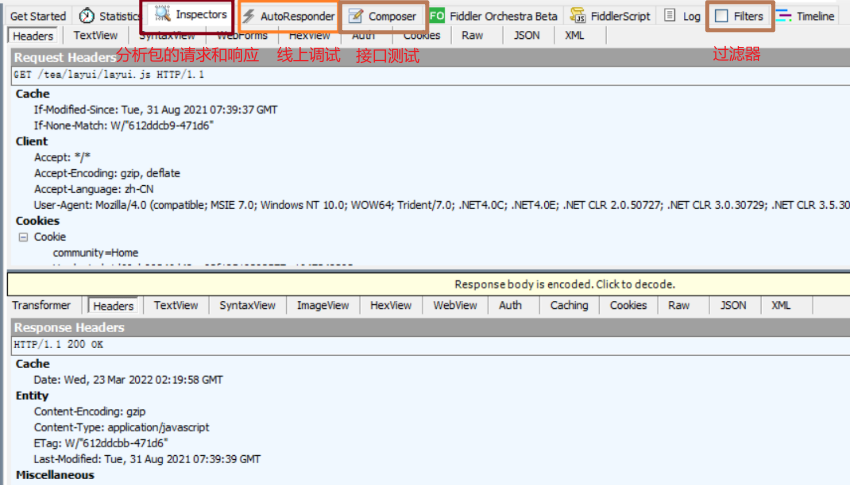 Get Started Statistics Inspectors AutoResponder Composer FO Fiddler Orchestra Beta FiddlerScript Log Filters Timeline
Headers TextView SyntaxView WebForms HexView Auth Cookies Raw JSON XML
分析包的请求和响应 线上调试 接口测试 过滤器
Request Headers
GET /tea/layui/layui.js HTTP/1.1
Cache
If-Modified-Since: Tue, 31 Aug 2021 07:39:37 GMT
If-None-Match: W/"612ddcb9-471d6"
Client
Accept: */*
Accept-Encoding: gzip, deflate
Accept-Language: zh-CN
User-Agent: Mozilla/4.0 (compatible; MSIE 7.0; Windows NT 10.0; WOW64; Trident/7.0; .NET4.0C; .NET4.0E; .NET CLR 2.0.50727; .NET CLR 3.0.30729; .NET CLR 3.5.30
Cookies
Cookie
community=Home
Response body is encoded. Click to decode.
Transformer Headers TextView SyntaxView ImageView HexView WebView Auth Caching Cookies Raw JSON XML
Response Headers
HTTP/1.1 200 OK
Cache
Date: Wed, 23 Mar 2022 02:19:58 GMT
Entity
Content-Encoding: gzip
Content-Type: application/javascript
ETag: W/"612ddcbb-471d6"
Last-Modified: Tue, 31 Aug 2021 07:39:39 GMT
Miscellaneous